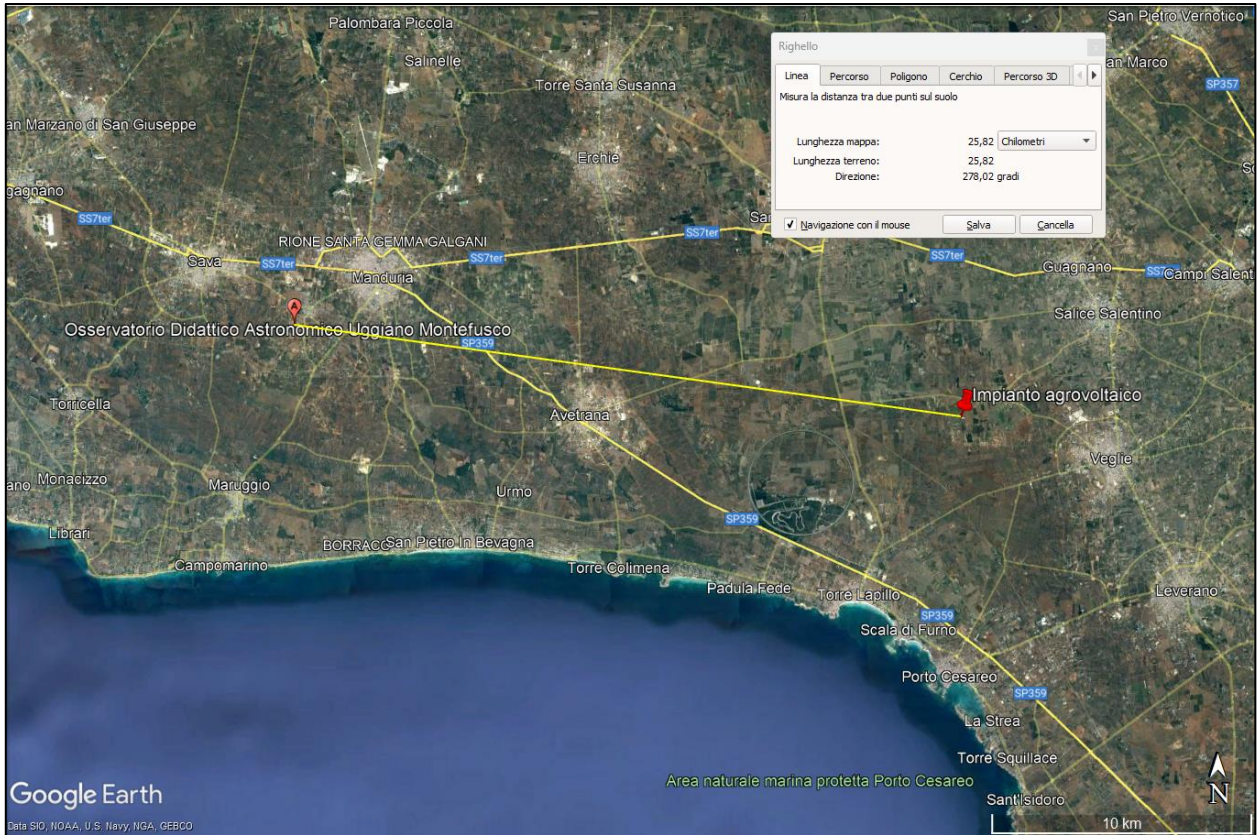 Palombara Piccola
San Pietro Vernotico
Salinelle
an Marco
Torre Santa Susanna
SP357
an Marzano di San Giuseppe
Erchie
Righello
Linea Percorso Poligono Cerchio Percorso 3D
Misura la distanza tra due punti sul suolo
Lunghezza mappa: 25,82 Chilometri
Lunghezza terreno: 25,82
Direzione: 278,02 gradi
Navigazione con il mouse Salva Cancella
agagnano
SS7ter
San
SS7ter
RIONE SANTA GEMMA GALGANI
Sava
SS7ter
SS7ter
Manduria
SS7ter
Guagnano
Campi Salent
Salice Salentino
Osservatorio Didattico Astronomico Uggiano Montefusco
A
SP359
Impianto agrovoltaico
Torricella
Avetrana
Veglie
ano
Monacizzo
Maruggio
Urmo
SP359
Librari
BORRACO
San Pietro In Bevagna
Campomarino
Torre Colimena
Padula Fede
Torre Lapillo
Leverano
SP359
Scala di Furno
Porto Cesareo
SP359
La Strea
Torre Squillace
Area naturale marina protetta Porto Cesareo
Sant'Isidoro
N
Google Earth
10 km
Data SIO, NOAA, U.S. Navy, NGA, GEBCO